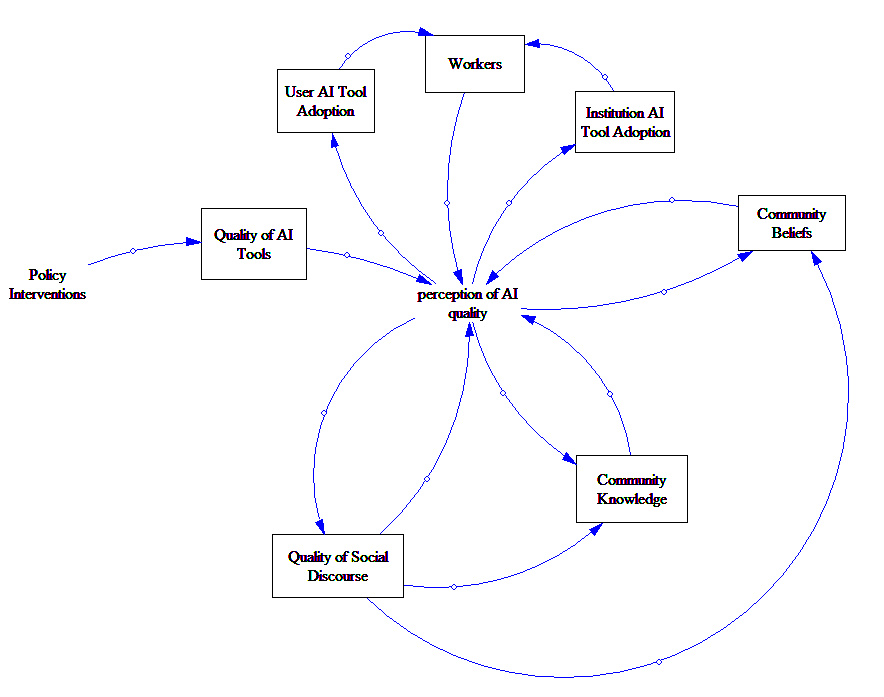 Workers
User AI Tool
Adoption
Institution AI
Tool Adoption
Community
Beliefs
Quality of AI
Tools
Policy
Interventions
perception of AI
quality
Community
Knowledge
Quality of Social
Discourse